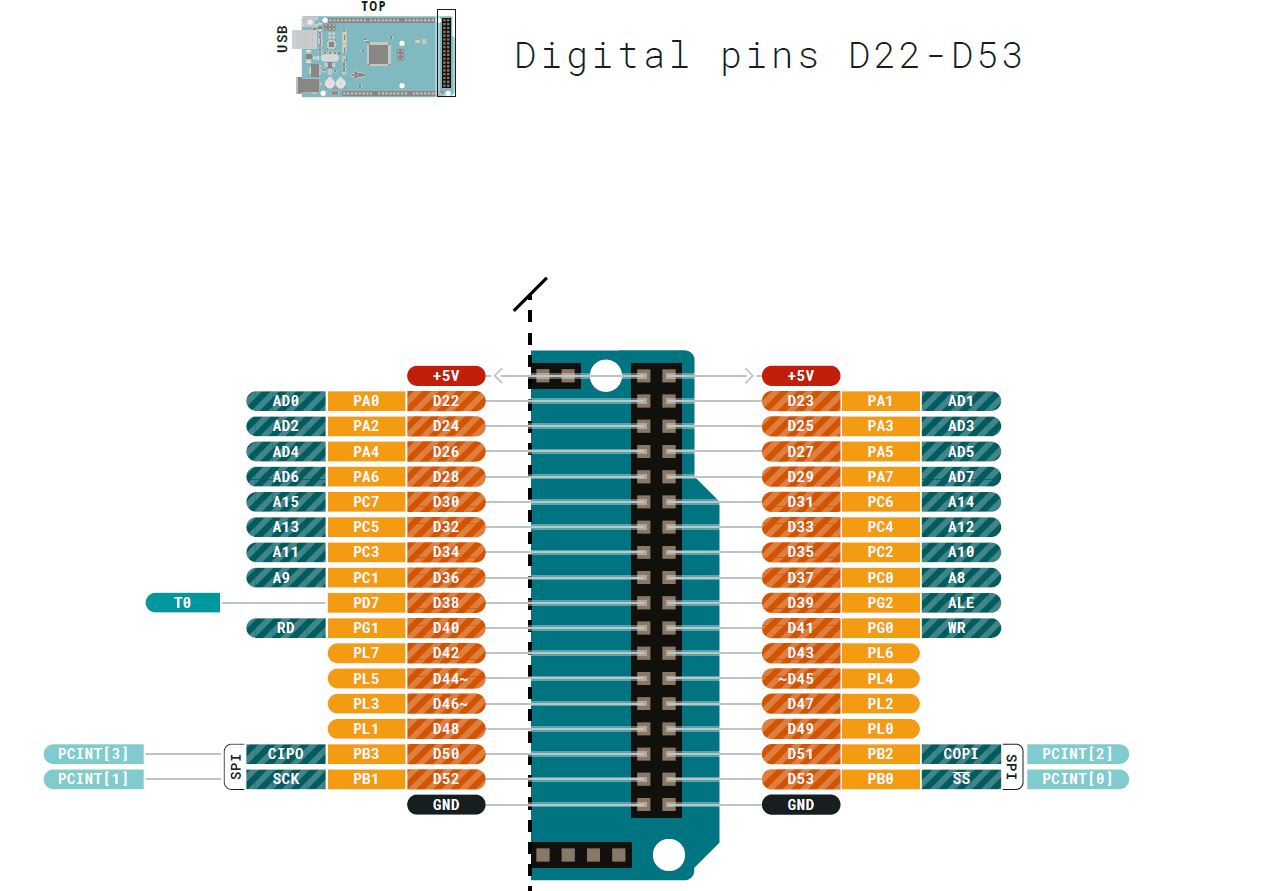 TOP
USB
Digital pins D22-D53
+5V +5V
AD0 PA0 D22 D23 PA1 AD1
AD2 PA2 D24 D25 PA3 AD3
AD4 PA4 D26 D27 PA5 AD5
AD6 PA6 D28 D29 PA7 AD7
A15 PC7 D30 D31 PC6 A14
A13 PC5 D32 D33 PC4 A12
A11 PC3 D34 D35 PC2 A10
A9 PC1 D36 D37 PC0 A8
T0 PD7 D38 D39 PG2 ALE
RD PG1 D40 D41 PG0 WR
PL7 D42 D43 PL6
PL5 D44~ ~D45 PL4
PL3 D46~ D47 PL2
PL1 D48 D49 PL0
PCINT[3] SPI CIPO PB3 D50 D51 PB2 COPI SPI PCINT[2]
PCINT[1] SCK PB1 D52 D53 PB0 S̅S̅ PCINT[0]
GND GND